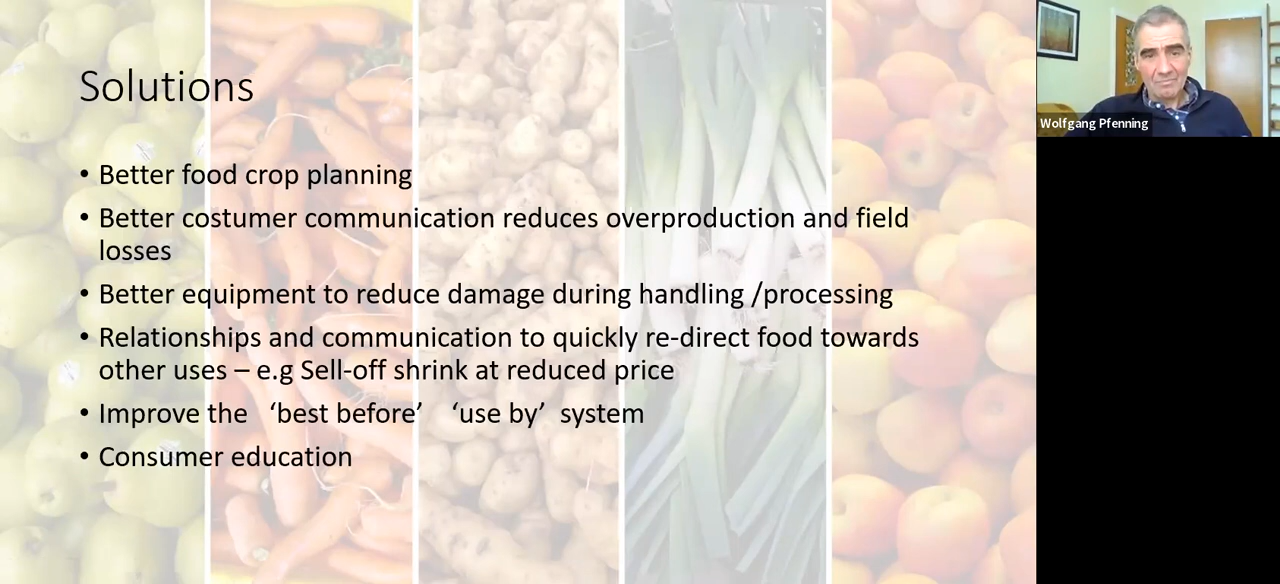 Solutions
• Better food crop planning
• Better costumer communication reduces overproduction and field
losses
• Better equipment to reduce damage during handling /processing
• Relationships and communication to quickly re-direct food towards
other uses – e.g Sell-off shrink at reduced price
• Improve the ‘best before’ ‘use by’ system
• Consumer education
Wolfgang Pfenning